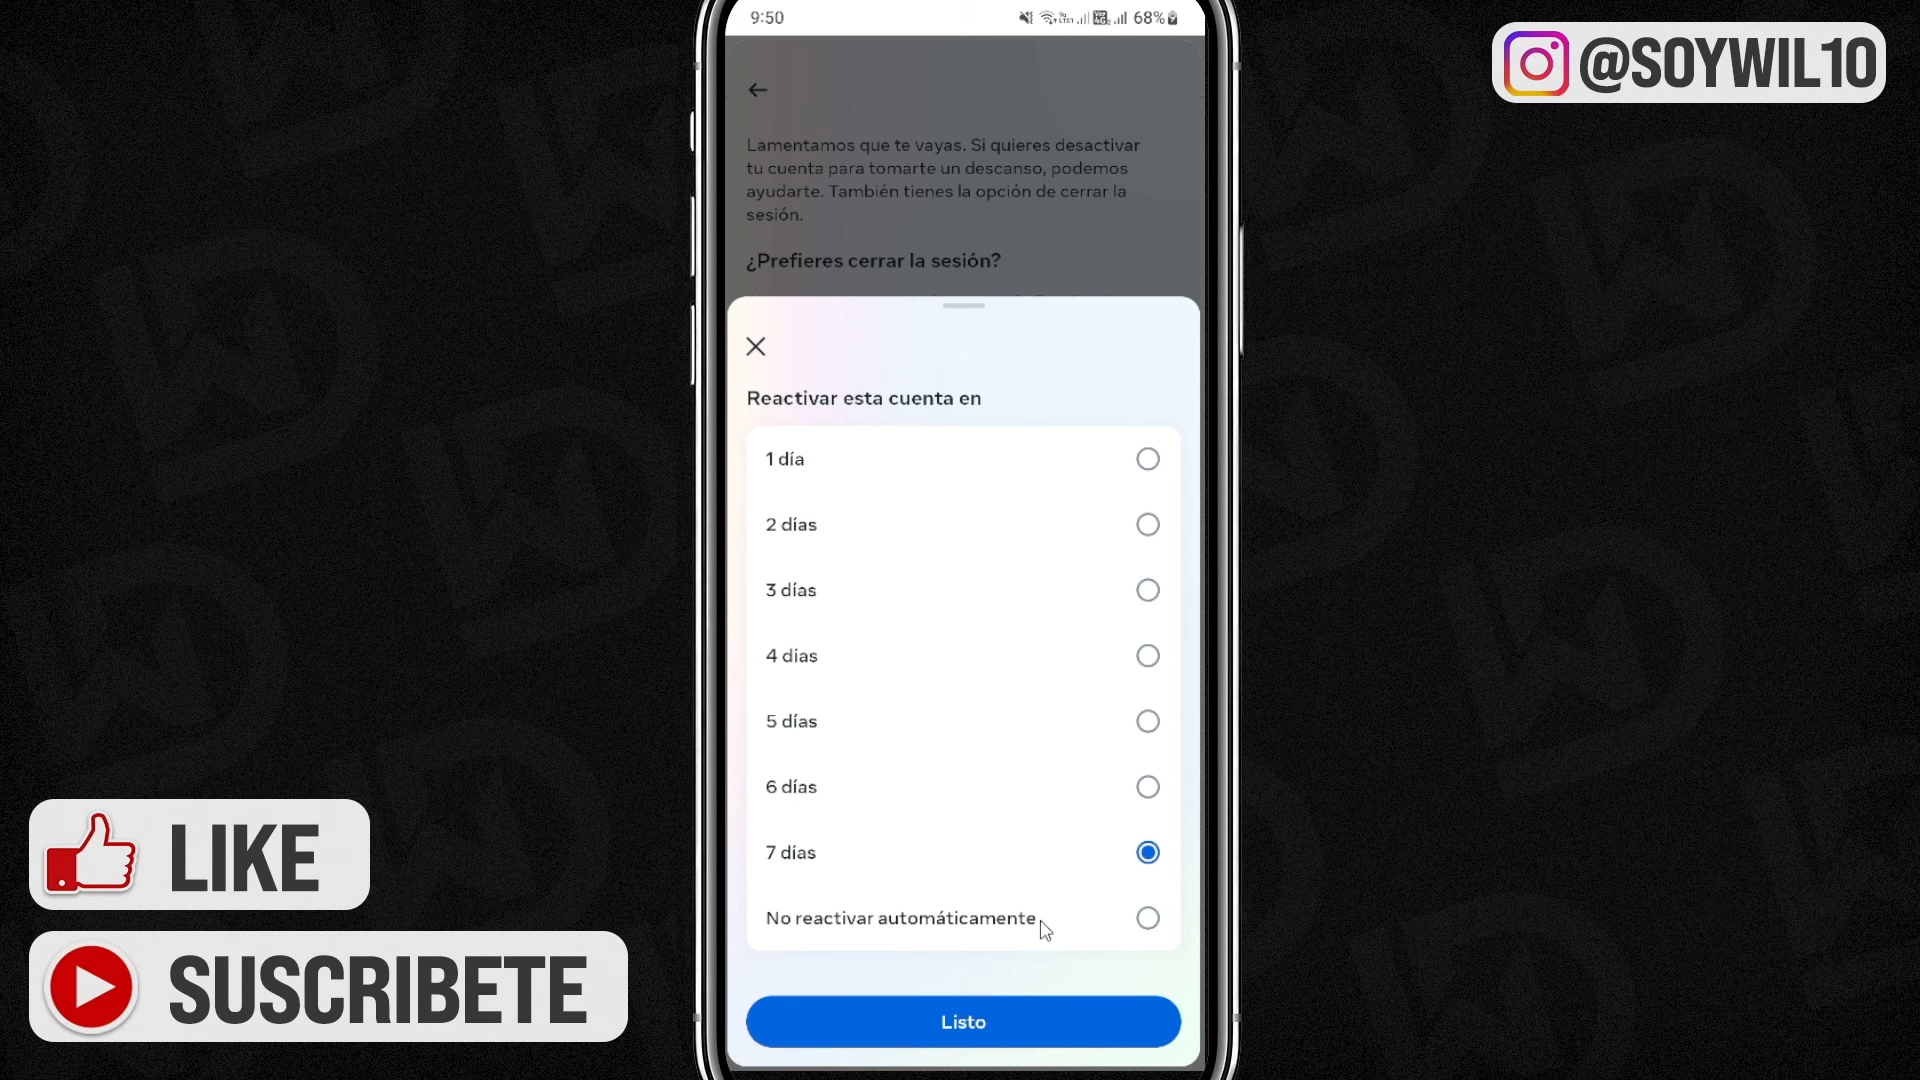 9:50
68%
@SOYWIL10
Lamentamos que te vayas. Si quieres desactivar
tu cuenta para tomarte un descanso, podemos
ayudarte. También tienes la opción de cerrar la
sesión.
¿Prefieres cerrar la sesión?
Reactivar esta cuenta en
1 día
2 días
3 días
4 días
5 días
6 días
7 días
No reactivar automáticamente
Listo
LIKE
SUSCRIBETE